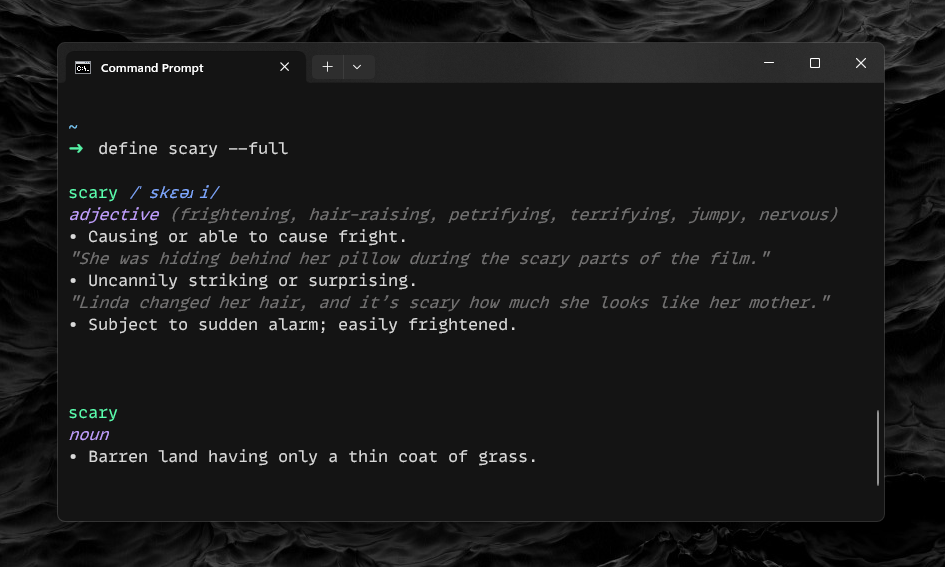 Command Prompt
~
➜ define scary --full
scary /ˈskɛəɹi/
adjective (frightening, hair-raising, petrifying, terrifying, jumpy, nervous)
• Causing or able to cause fright.
"She was hiding behind her pillow during the scary parts of the film."
• Uncannily striking or surprising.
"Linda changed her hair, and it’s scary how much she looks like her mother."
• Subject to sudden alarm; easily frightened.
scary
noun
• Barren land having only a thin coat of grass.